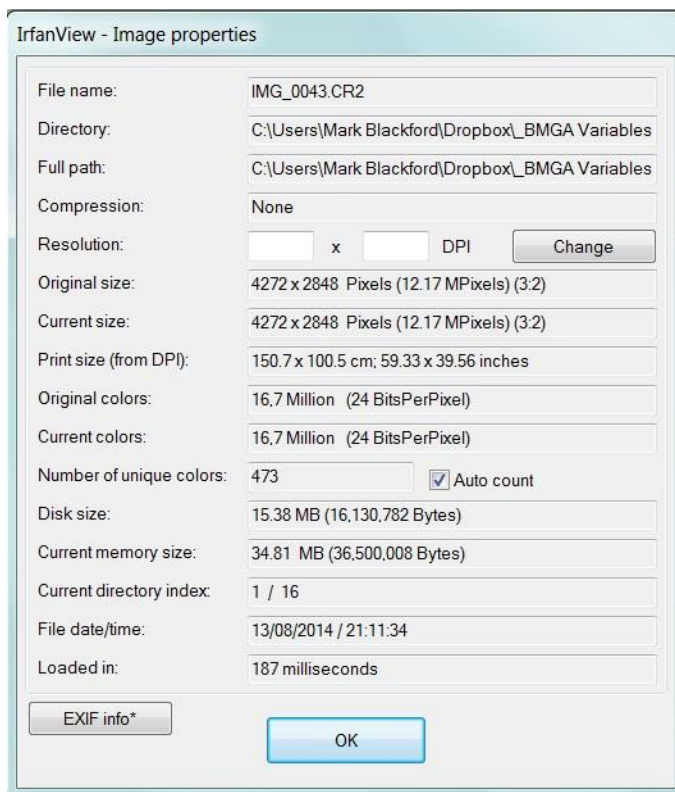 IrfanView - Image properties
File name: IMG_0043.CR2
Directory: C:\Users\Mark Blackford\Dropbox\_BMGA Variables
Full path: C:\Users\Mark Blackford\Dropbox\_BMGA Variables
Compression: None
Resolution: x DPI Change
Original size: 4272 x 2848 Pixels (12.17 MPixels) (3:2)
Current size: 4272 x 2848 Pixels (12.17 MPixels) (3:2)
Print size (from DPI): 150.7 x 100.5 cm; 59.33 x 39.56 inches
Original colors: 16,7 Million (24 BitsPerPixel)
Current colors: 16,7 Million (24 BitsPerPixel)
Number of unique colors: 473 Auto count
Disk size: 15.38 MB (16,130,782 Bytes)
Current memory size: 34.81 MB (36,500,008 Bytes)
Current directory index: 1 / 16
File date/time: 13/08/2014 / 21:11:34
Loaded in: 187 milliseconds
EXIF info*
OK